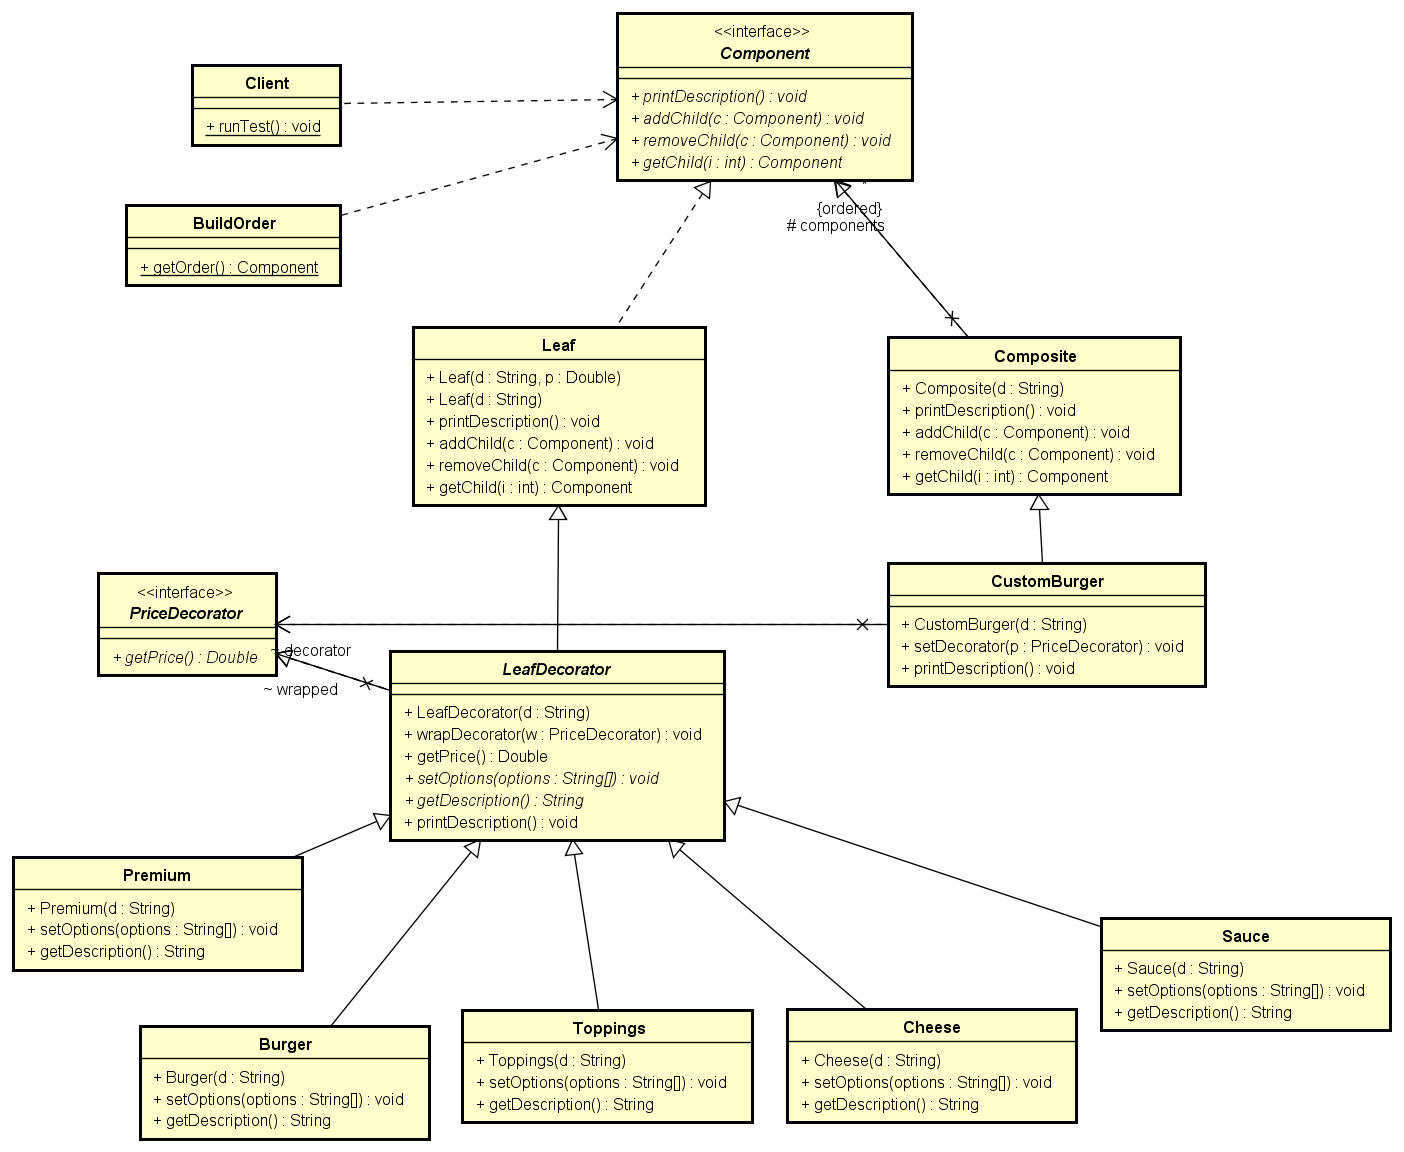 <<interface>>
Component
+ printDescription() : void
+ addChild(c : Component) : void
+ removeChild(c : Component) : void
+ getChild(i : int) : Component
Client
+ runTest() : void
BuildOrder
+ getOrder() : Component
*
{ordered}
# components
Leaf
+ Leaf(d : String, p : Double)
+ Leaf(d : String)
+ printDescription() : void
+ addChild(c : Component) : void
+ removeChild(c : Component) : void
+ getChild(i : int) : Component
Composite
+ Composite(d : String)
+ printDescription() : void
+ addChild(c : Component) : void
+ removeChild(c : Component) : void
+ getChild(i : int) : Component
<<interface>>
PriceDecorator
+ getPrice() : Double
CustomBurger
+ CustomBurger(d : String)
+ setDecorator(p : PriceDecorator) : void
+ printDescription() : void
~ decorator
~ wrapped
LeafDecorator
+ LeafDecorator(d : String)
+ wrapDecorator(w : PriceDecorator) : void
+ getPrice() : Double
+ setOptions(options : String[]) : void
+ getDescription() : String
+ printDescription() : void
Premium
+ Premium(d : String)
+ setOptions(options : String[]) : void
+ getDescription() : String
Burger
+ Burger(d : String)
+ setOptions(options : String[]) : void
+ getDescription() : String
Toppings
+ Toppings(d : String)
+ setOptions(options : String[]) : void
+ getDescription() : String
Cheese
+ Cheese(d : String)
+ setOptions(options : String[]) : void
+ getDescription() : String
Sauce
+ Sauce(d : String)
+ setOptions(options : String[]) : void
+ getDescription() : String